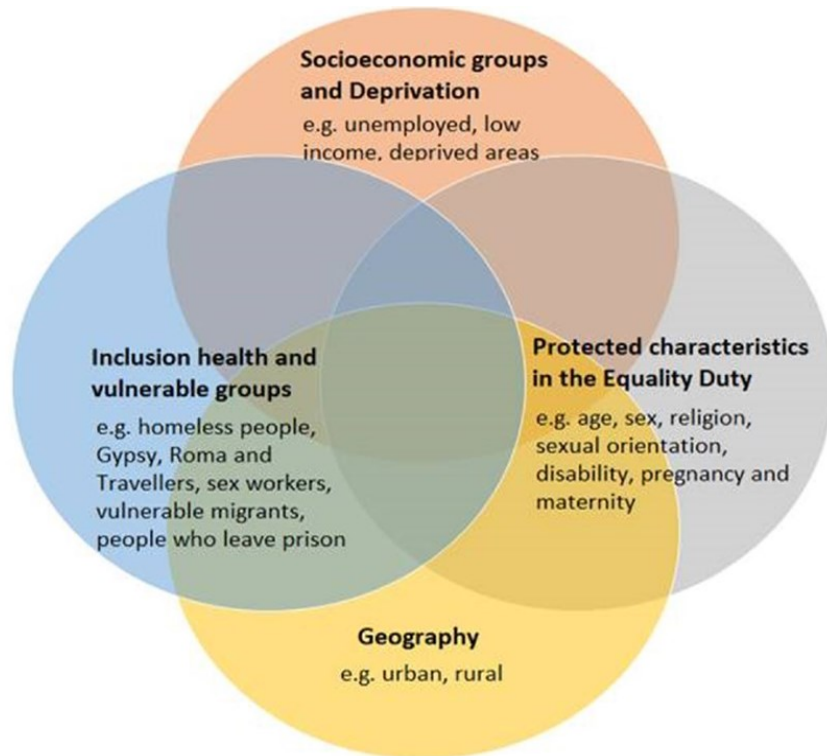 Socioeconomic groups
and Deprivation
e.g. unemployed, low
income, deprived areas
Inclusion health and
vulnerable groups
e.g. homeless people,
Gypsy, Roma and
Travellers, sex workers,
vulnerable migrants,
people who leave prison
Protected characteristics
in the Equality Duty
e.g. age, sex, religion,
sexual orientation,
disability, pregnancy and
maternity
Geography
e.g. urban, rural